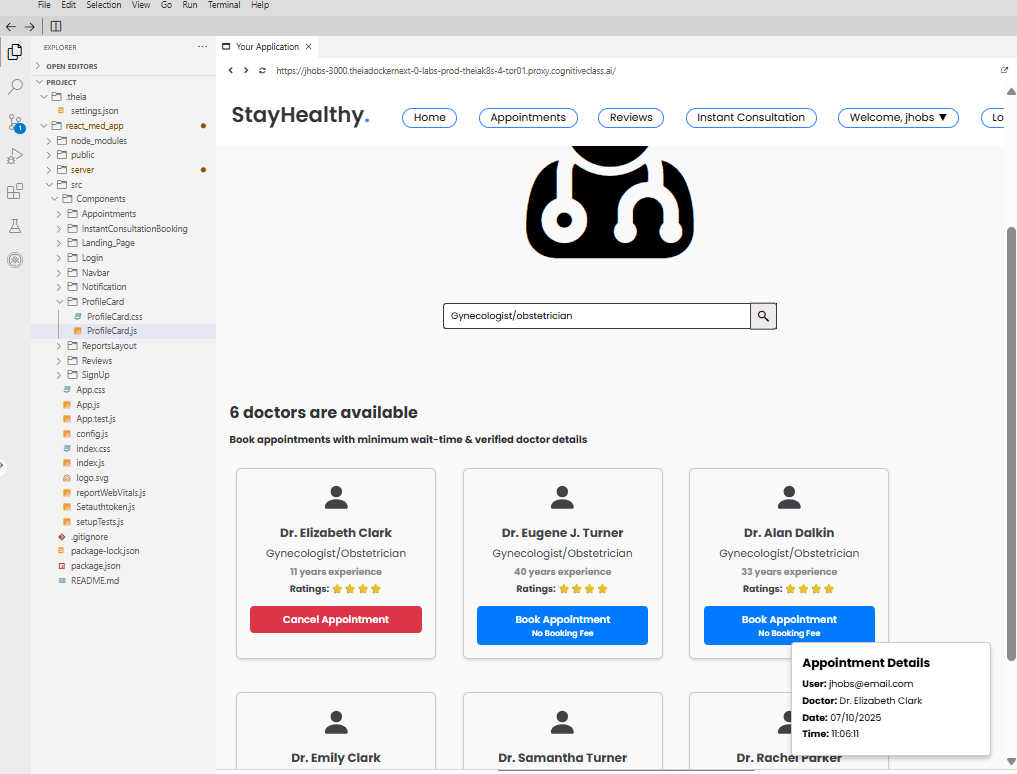 File Edit Selection View Go Run Terminal Help
EXPLORER
OPEN EDITORS
PROJECT
.theia
settings.json
react_med_app
node_modules
public
server
src
Components
Appointments
InstantConsultationBooking
Landing_Page
Login
Navbar
Notification
ProfileCard
ProfileCard.css
ProfileCard.js
ReportsLayout
Reviews
SignUp
App.css
App.js
App.test.js
config.js
index.css
index.js
logo.svg
reportWebVitals.js
Setauthtoken.js
setupTests.js
.gitignore
package-lock.json
package.json
README.md
1
Your Application
https://jhobs-3000.theiadockernext-0-labs-prod-theiak8s-4-tor01.proxy.cognitiveclass.ai/
StayHealthy. Home Appointments Reviews Instant Consultation Welcome, jhobs ▼ Lo
Gynecologist/obstetrician
6 doctors are available
Book appointments with minimum wait-time & verified doctor details
Dr. Elizabeth Clark
Gynecologist/Obstetrician
11 years experience
Ratings: ⭐⭐⭐⭐
Cancel Appointment
Dr. Eugene J. Turner
Gynecologist/Obstetrician
40 years experience
Ratings: ⭐⭐⭐⭐
Book Appointment
No Booking Fee
Dr. Alan Dalkin
Gynecologist/Obstetrician
33 years experience
Ratings: ⭐⭐⭐⭐
Book Appointment
No Booking Fee
Dr. Emily Clark
Dr. Samantha Turner
Dr. Rachel Parker
Appointment Details
User: jhobs@email.com
Doctor: Dr. Elizabeth Clark
Date: 07/10/2025
Time: 11:06:11